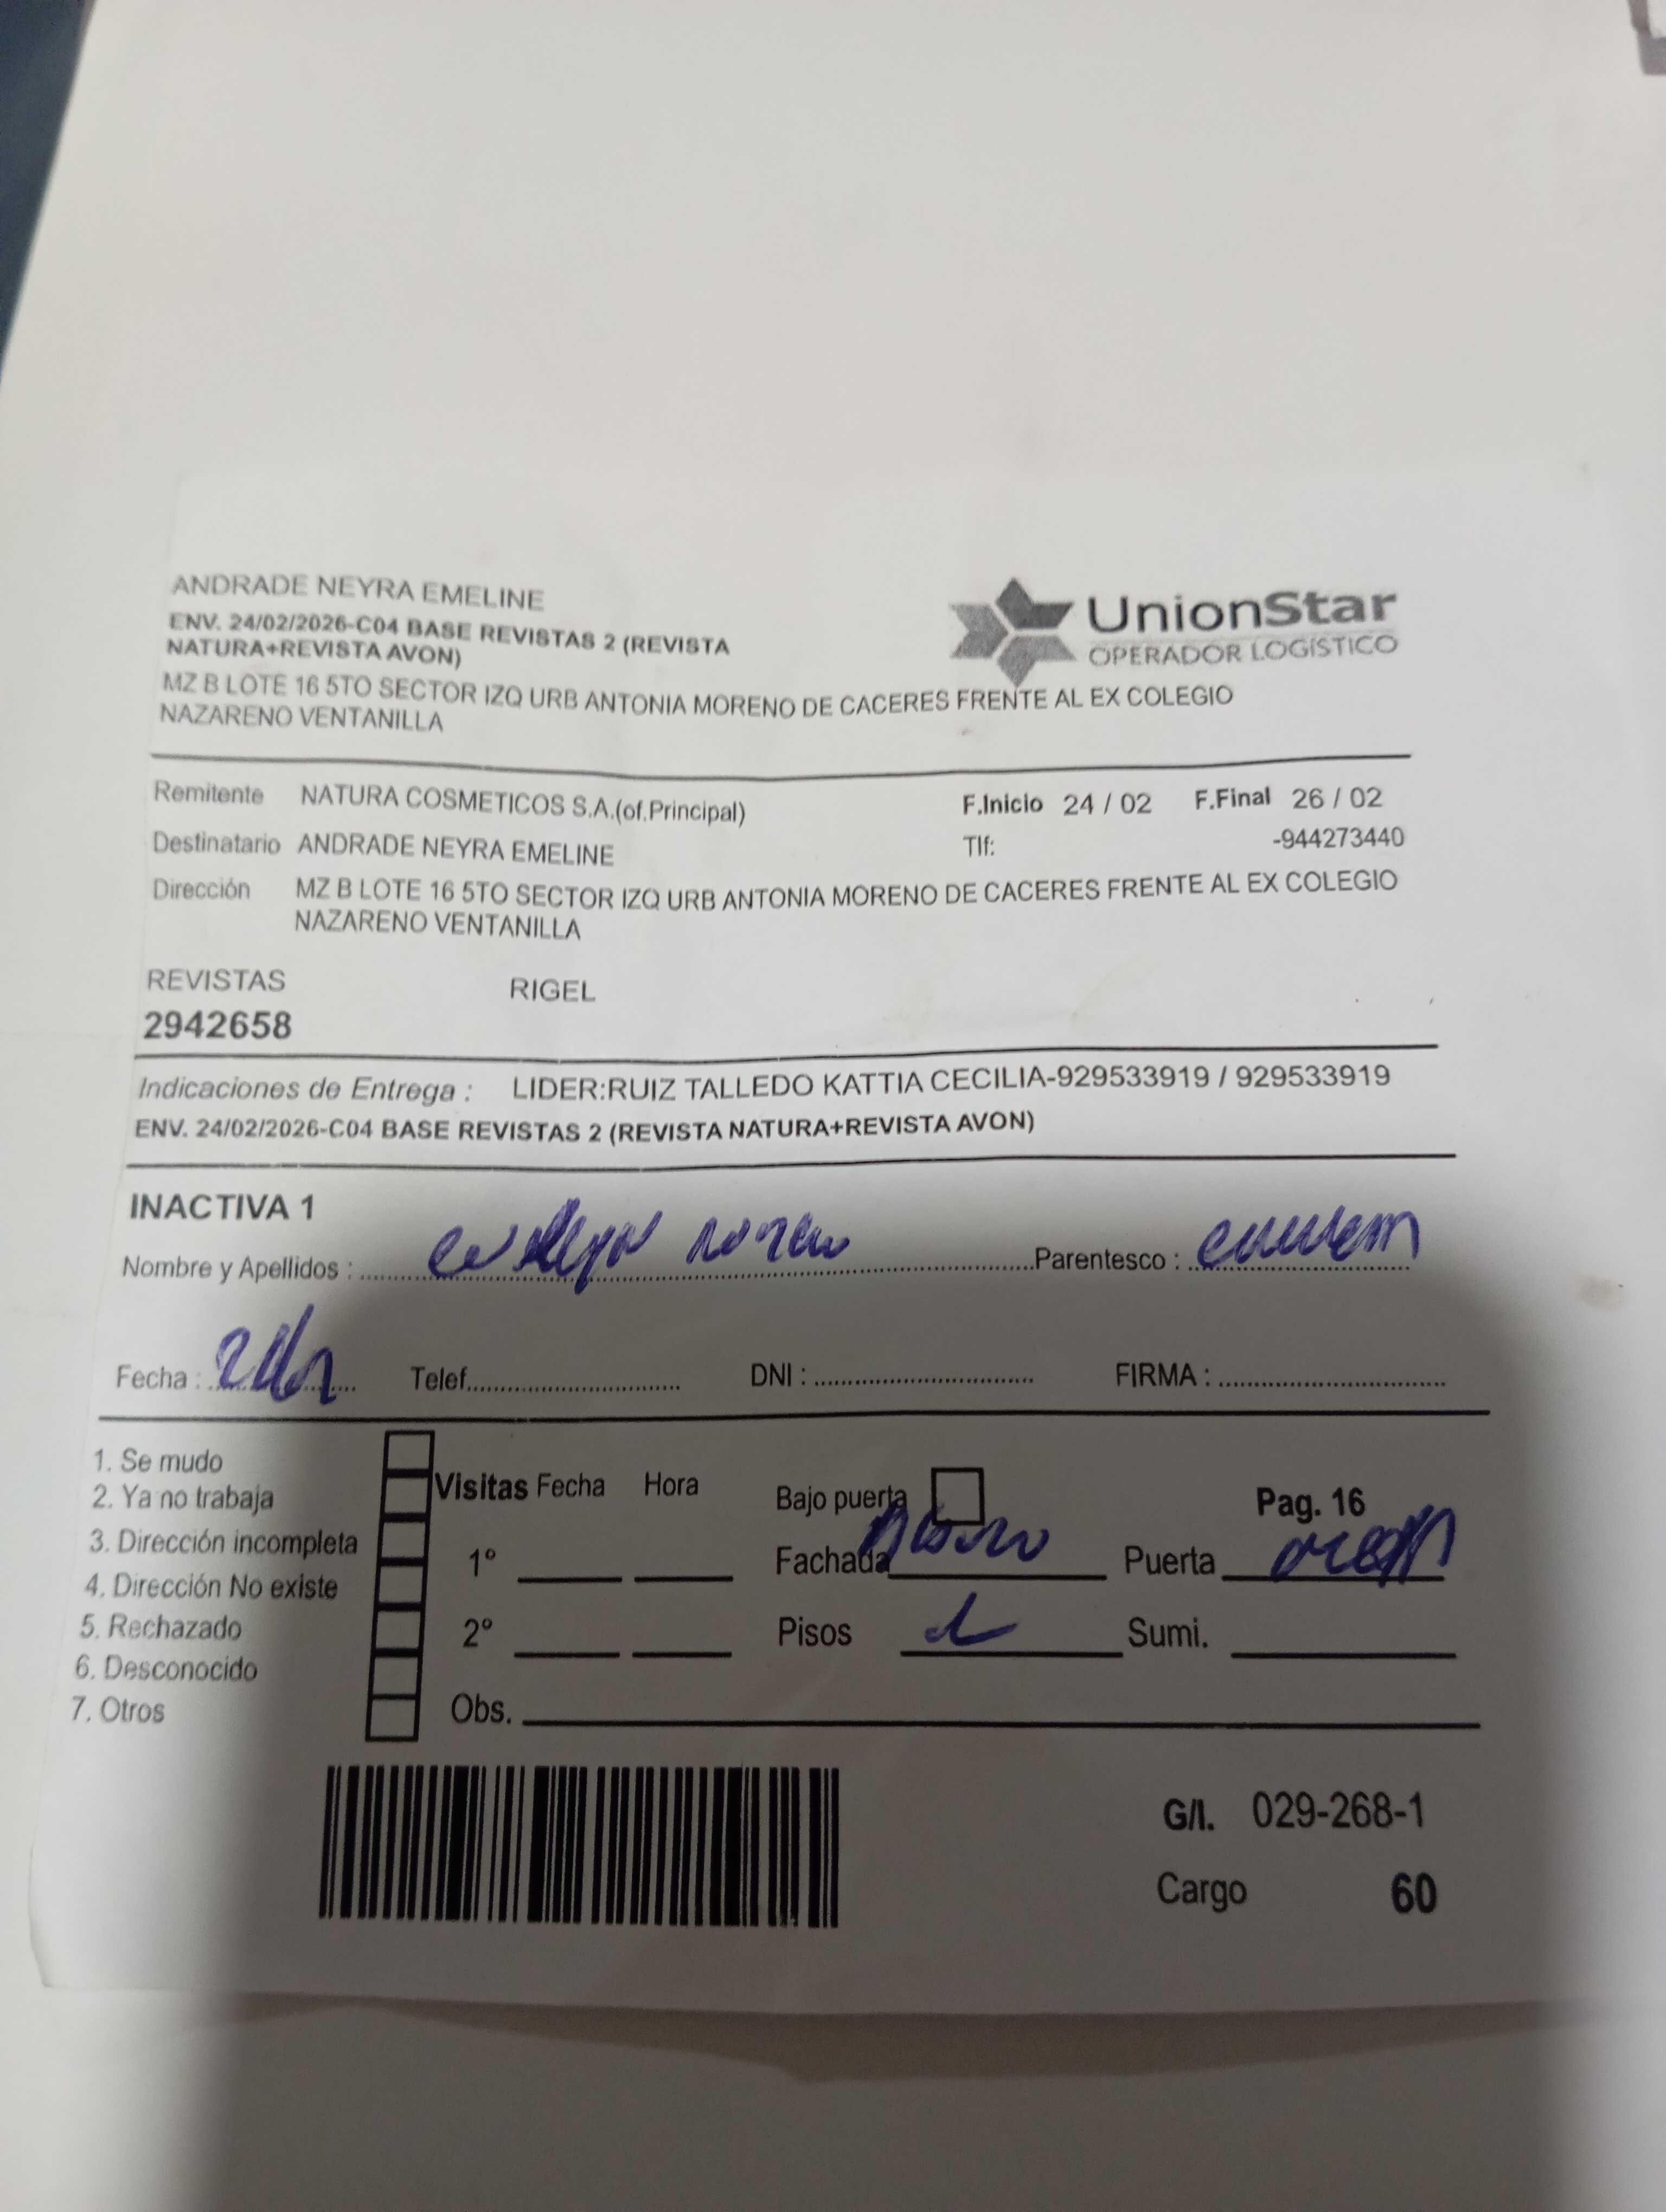 ANDRADE NEYRA EMELINE
ENV. 24/02/2026-C04 BASE REVISTAS 2 (REVISTA
NATURA+REVISTA AVON)
MZ B LOTE 16 5TO SECTOR IZQ URB ANTONIA MORENO DE CACERES FRENTE AL EX COLEGIO
NAZARENO VENTANILLA
UnionStar
OPERADOR LOGÍSTICO
Remitente NATURA COSMETICOS S.A.(of.Principal)
F.Inicio 24 / 02 F.Final 26 / 02
Destinatario ANDRADE NEYRA EMELINE
Tlf: -944273440
Dirección MZ B LOTE 16 5TO SECTOR IZQ URB ANTONIA MORENO DE CACERES FRENTE AL EX COLEGIO
NAZARENO VENTANILLA
REVISTAS RIGEL
2942658
Indicaciones de Entrega : LIDER:RUIZ TALLEDO KATTIA CECILIA-929533919 / 929533919
ENV. 24/02/2026-C04 BASE REVISTAS 2 (REVISTA NATURA+REVISTA AVON)
INACTIVA 1
Nombre y Apellidos : Parentesco :
Fecha : Telef. DNI : FIRMA :
1. Se mudo
2. Ya no trabaja
3. Dirección incompleta
4. Dirección No existe
5. Rechazado
6. Desconocido
7. Otros
Visitas Fecha Hora
1°
2°
Obs.
Bajo puerta
Pag. 16
Fachada Puerta
Pisos Sumi.
G/I. 029-268-1
Cargo 60